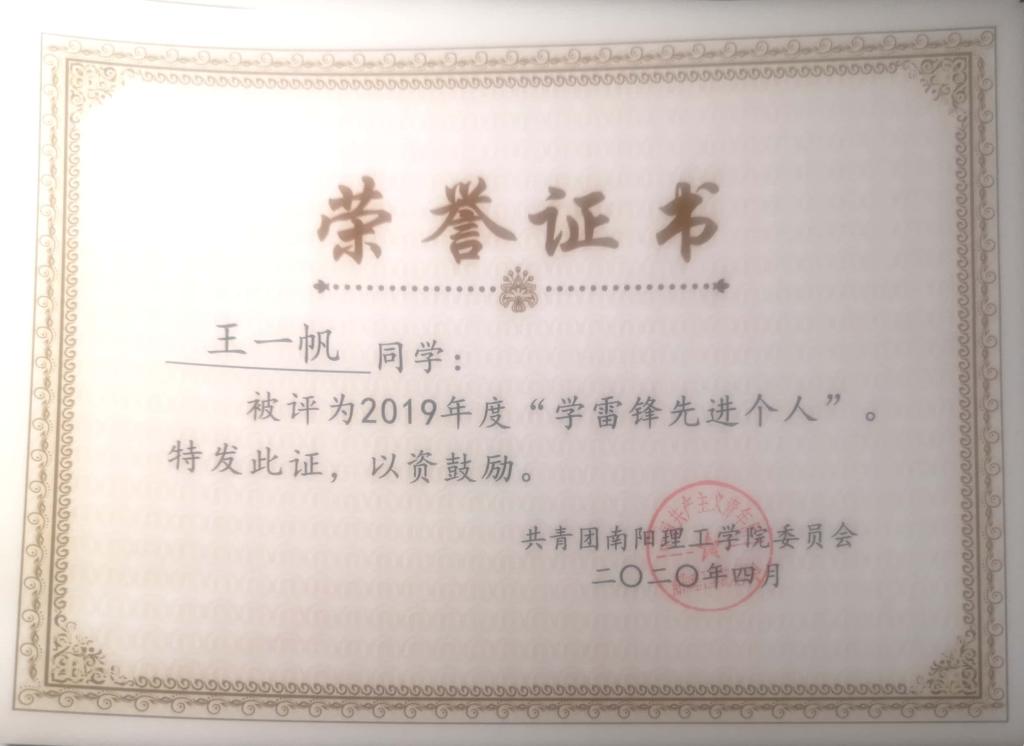 荣誉证书
王一帆 同学：
被评为2019年度“学雷锋先进个人”。
特发此证，以资鼓励。
共青团南阳理工学院委员会
二〇二〇年四月